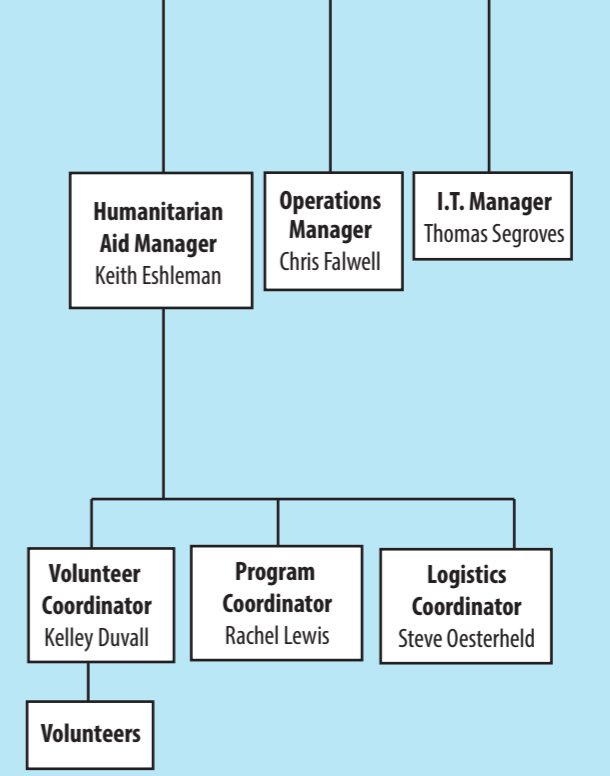 Humanitarian
Aid Manager
Keith Eshleman
Operations
Manager
Chris Falwell
I.T. Manager
Thomas Segroves
Volunteer
Coordinator
Kelley Duvall
Program
Coordinator
Rachel Lewis
Logistics
Coordinator
Steve Oesterheld
Volunteers